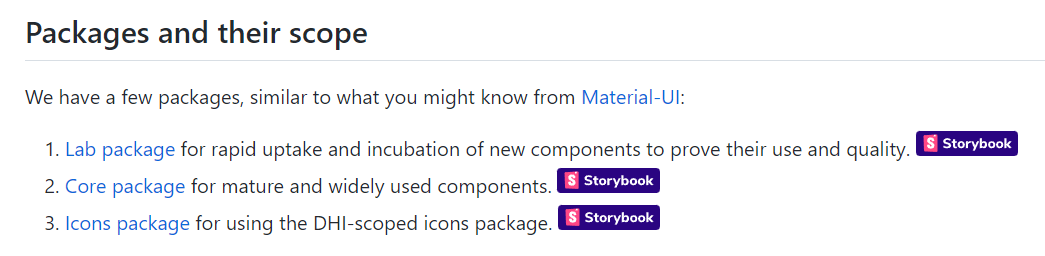 Packages and their scope
We have a few packages, similar to what you might know from Material-UI:
1. Lab package for rapid uptake and incubation of new components to prove their use and quality. Storybook
2. Core package for mature and widely used components. Storybook
3. Icons package for using the DHI-scoped icons package. Storybook